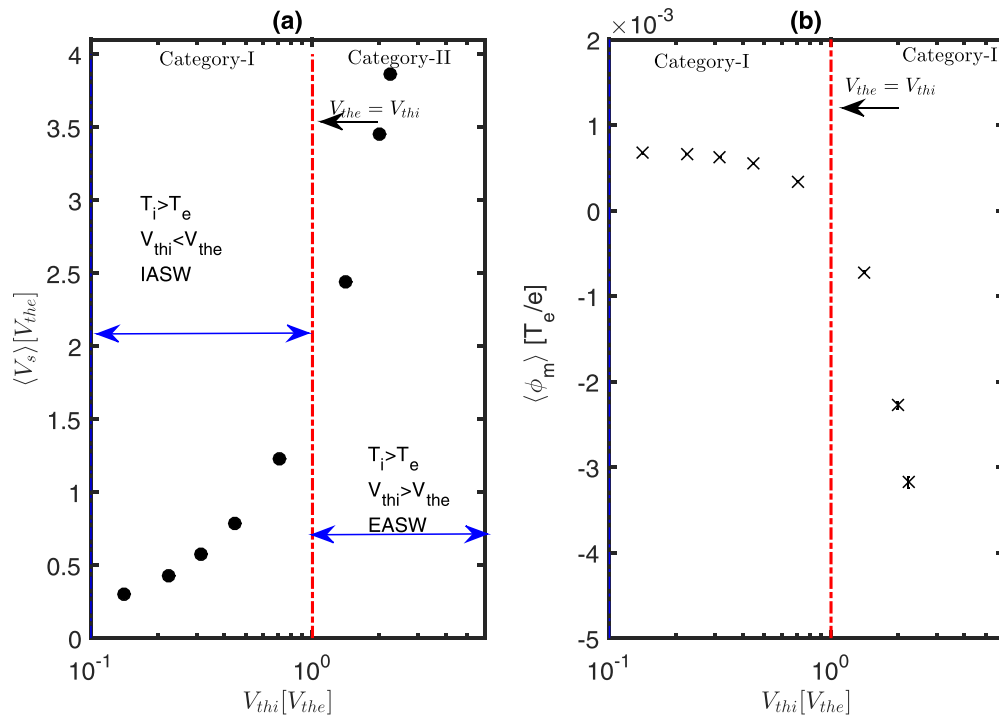 (a)
Category-I
Category-II
V_the = V_thi
T_i>T_e
V_thi<V_the
IASW
T_i>T_e
V_thi>V_the
EASW
4
3.5
3
2.5
2
1.5
1
0.5
0
⟨V_s⟩[V_the]
10^-1
10^0
V_thi[V_the]
(b)
×10^-3
Category-I
Category-I
V_the = V_thi
2
1
0
-1
-2
-3
-4
-5
⟨ϕ_m⟩ [T_e/e]
10^-1
10^0
V_thi[V_the]